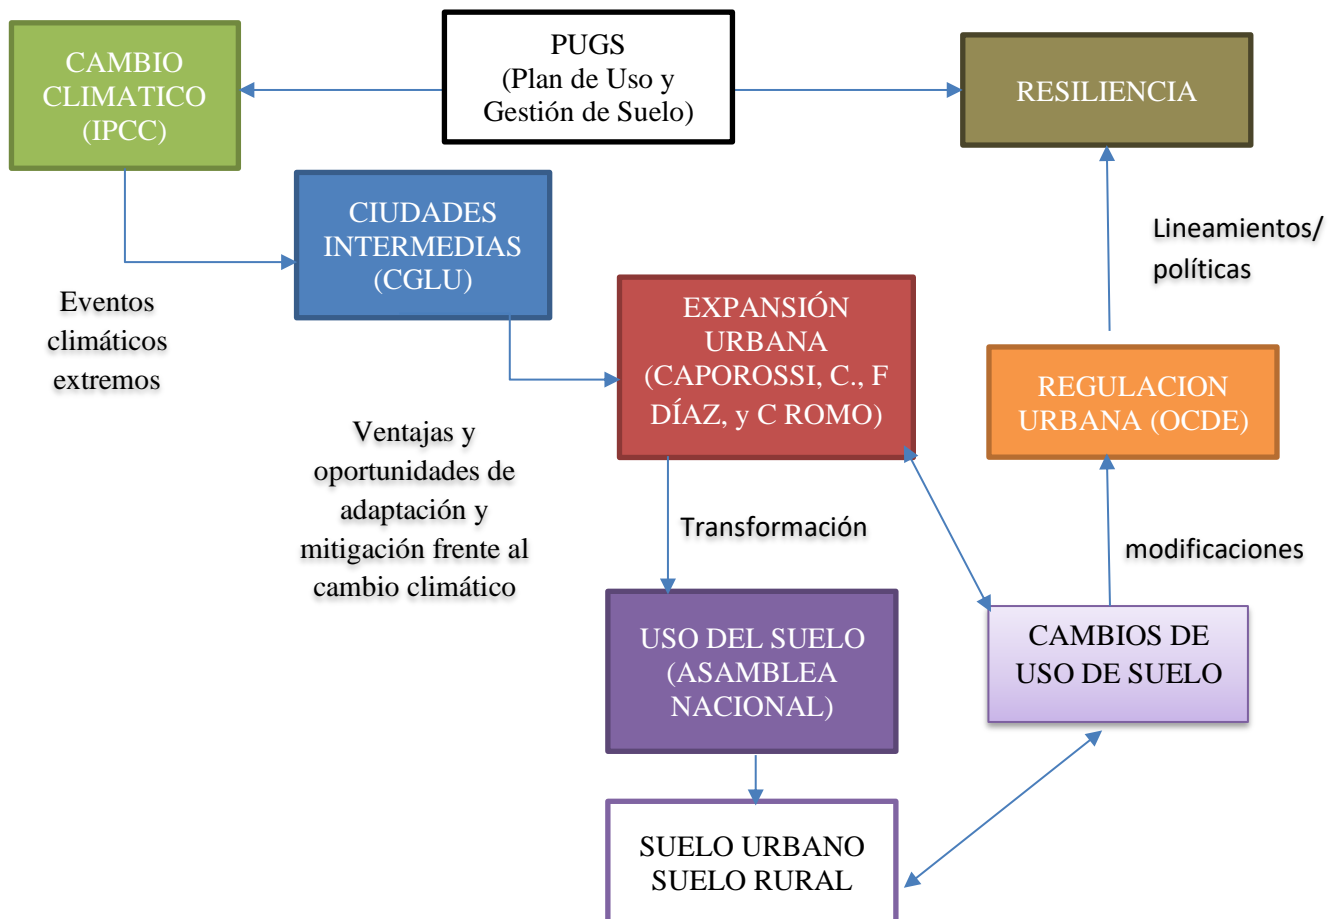 CAMBIO
CLIMATICO
(IPCC)
PUGS
(Plan de Uso y
Gestión de Suelo)
RESILIENCIA
CIUDADES
INTERMEDIAS
(CGLU)
Lineamientos/
políticas
Eventos
climáticos
extremos
EXPANSIÓN
URBANA
(CAPOROSSI, C., F
DÍAZ, y C ROMO)
REGULACION
URBANA (OCDE)
Ventajas y
oportunidades de
adaptación y
mitigación frente al
cambio climático
Transformación
modificaciones
USO DEL SUELO
(ASAMBLEA
NACIONAL)
CAMBIOS DE
USO DE SUELO
SUELO URBANO
SUELO RURAL